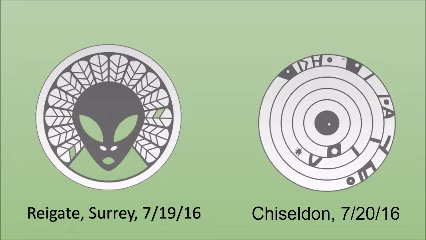 Reigate, Surrey, 7/19/16
Chiseldon, 7/20/16